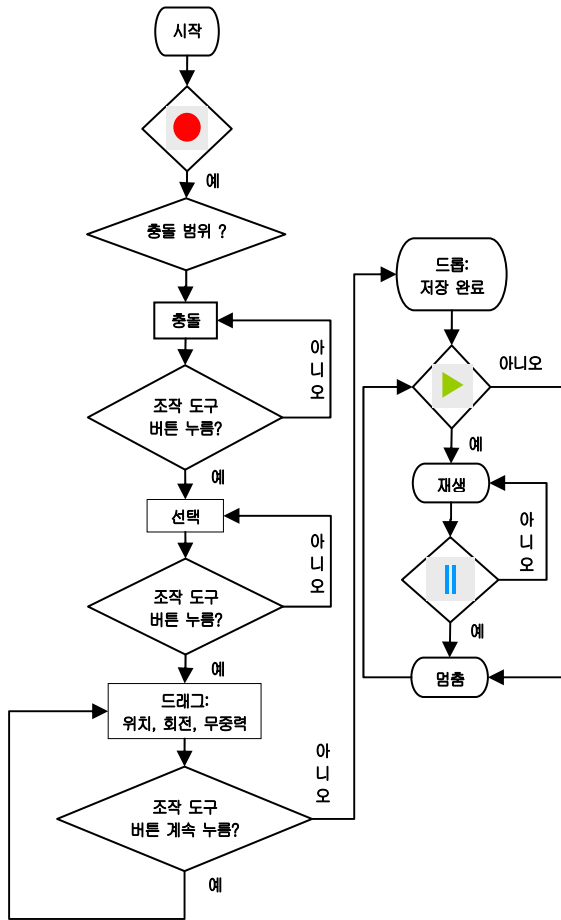 시작
예
충돌 범위 ?
충돌
아니오
조작 도구
버튼 누름?
예
선택
아니오
조작 도구
버튼 누름?
예
드래그:
위치, 회전, 무중력
아니오
조작 도구
버튼 계속 누름?
예
드롭:
저장 완료
아니오
예
재생
아니오
예
멈춤